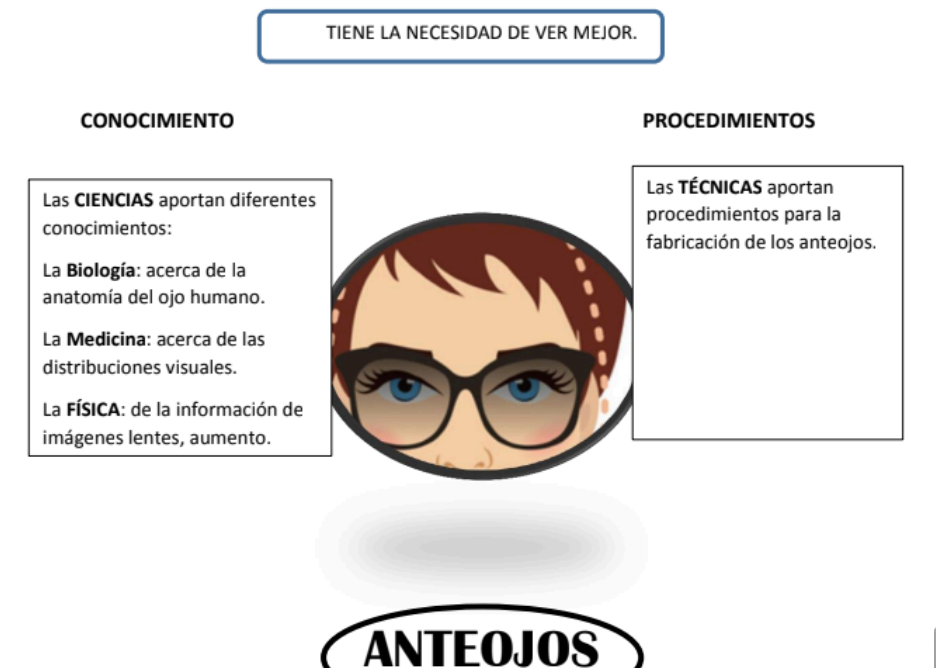 TIENE LA NECESIDAD DE VER MEJOR.
CONOCIMIENTO
PROCEDIMIENTOS
Las CIENCIAS aportan diferentes
conocimientos:
La Biología: acerca de la
anatomía del ojo humano.
La Medicina: acerca de las
distribuciones visuales.
La FÍSICA: de la información de
imágenes lentes, aumento.
Las TÉCNICAS aportan
procedimientos para la
fabricación de los anteojos.
ANTEOJOS